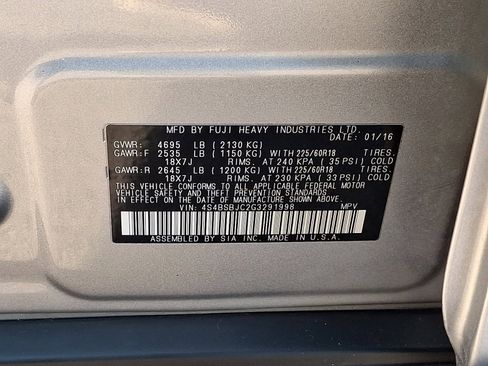 MFD. BY FUJI HEAVY INDUSTRIES LTD.
DATE: 01/16
GVWR: 4695 LB (2130 KG)
GAWR:F 2535 LB (1150 KG) WITH 225/60R18 TIRES.
18X7J RIMS. AT 240 KPA (35 PSI) COLD
GAWR:R 2645 LB (1200 KG) WITH 225/60R18 TIRES.
18X7J RIMS. AT 230 KPA (33 PSI) COLD
THIS VEHICLE CONFORMS TO ALL APPLICABLE FEDERAL MOTOR
VEHICLE SAFETY AND THEFT PREVENTION STANDARDS
IN EFFECT ON THE DATE OF MANUFACTURE SHOWN ABOVE.
VIN: 4S4BSBJC2G3291998 MPV
ASSEMBLED BY SIA INC. MADE IN U.S.A.